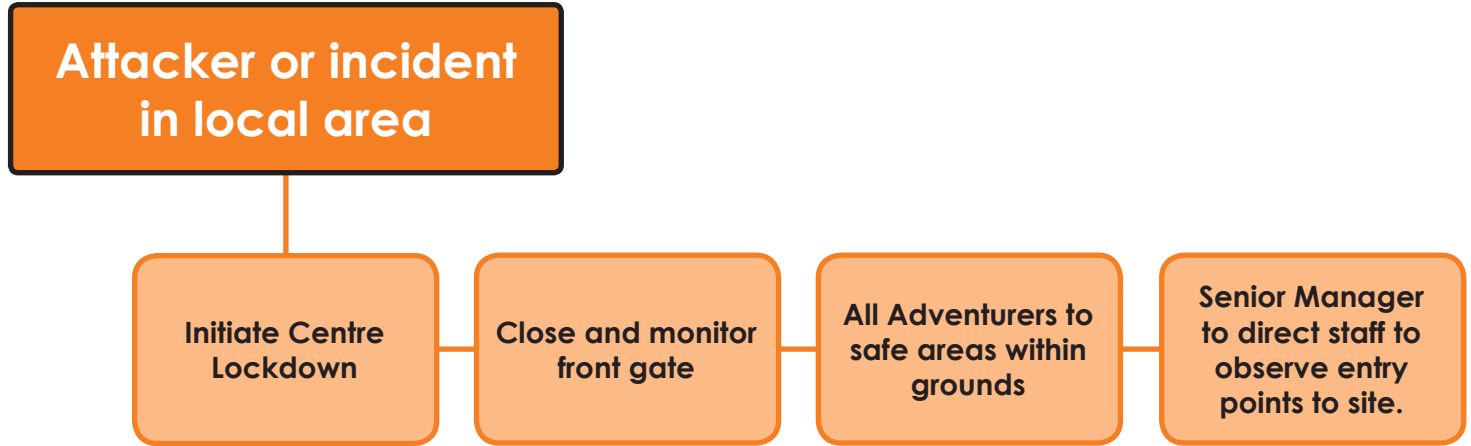 Attacker or incident
in local area
Initiate Centre
Lockdown
Close and monitor
front gate
All Adventurers to
safe areas within
grounds
Senior Manager
to direct staff to
observe entry
points to site.